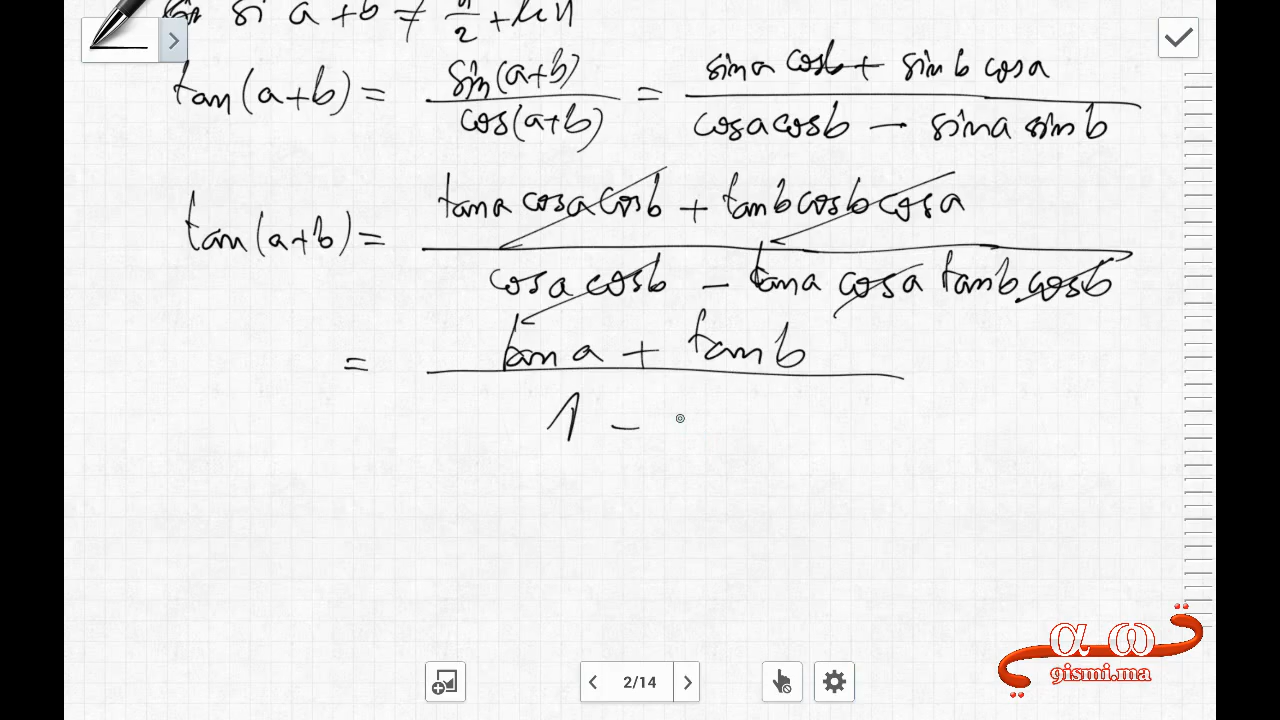 si a+b ≠ π/2 + kπ
tan(a+b) = sin(a+b)/cos(a+b) = (sina cosb + sinb cosa)/(cosa cosb − sina sinb)
tan(a+b) = (tana cosa cosb + tanb cosb cosa)/(cosa cosb − tana cosa tanb cosb)
= (tana + tanb)/(1 −
α ω
gismi.ma
2/14